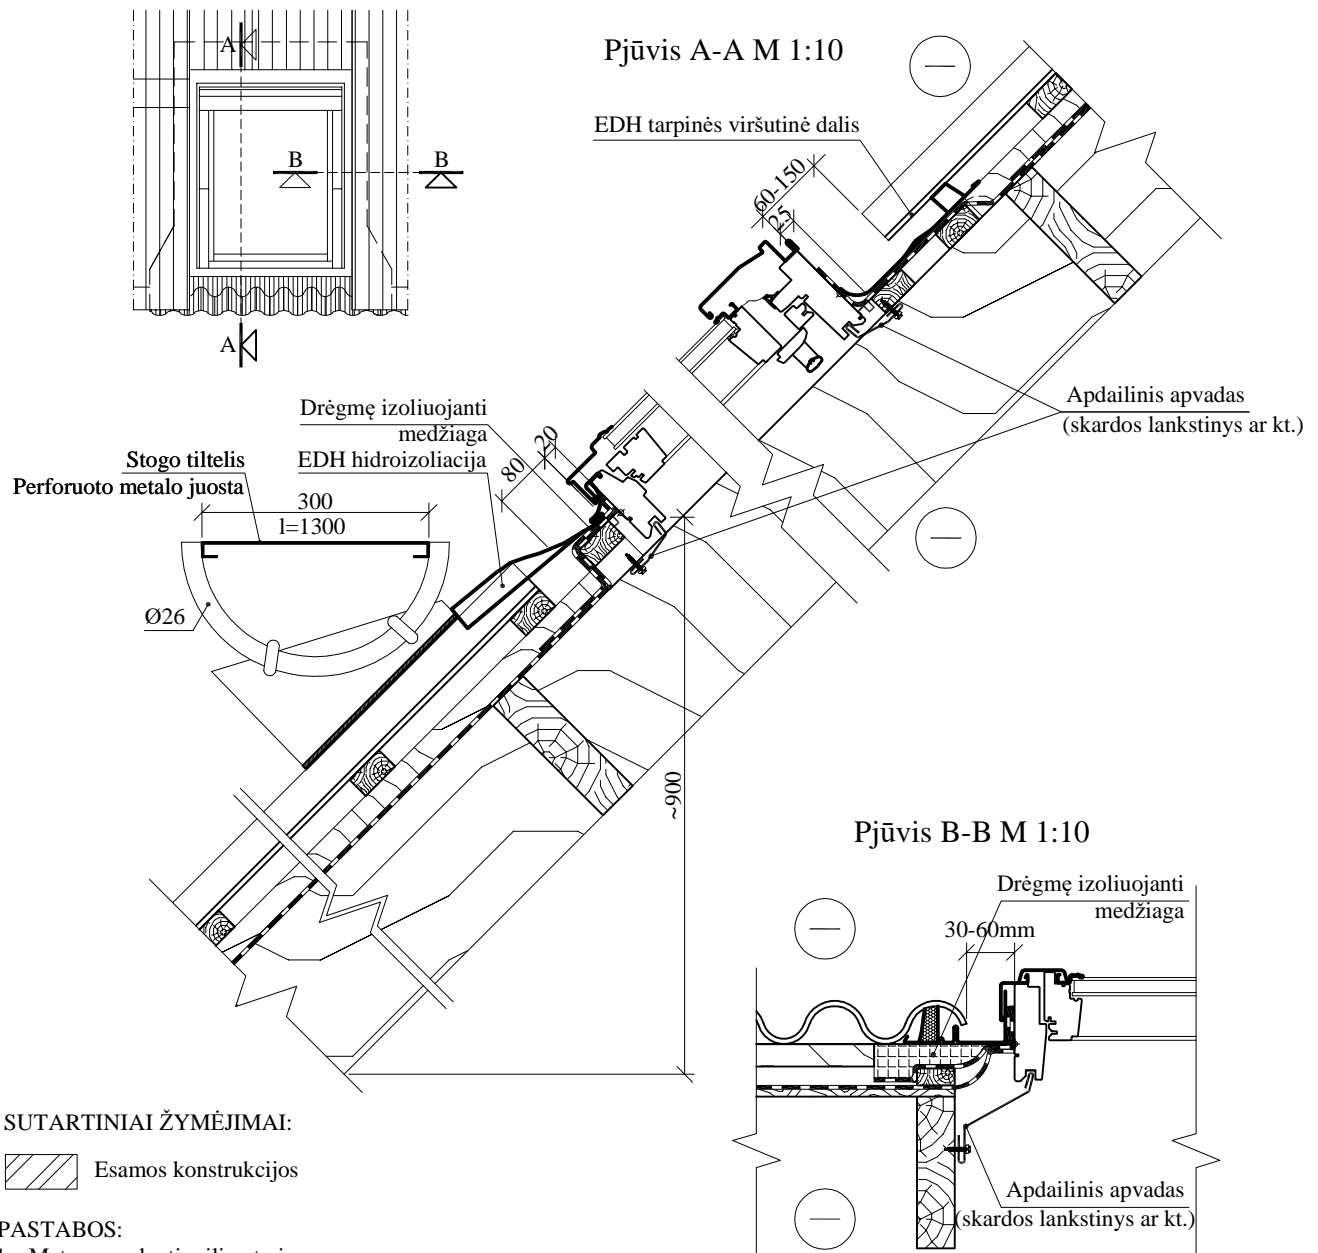 A
Pjūvis A-A M 1:10
EDH tarpinės viršutinė dalis
60-150
25
B
B
A
Apdailinis apvadas
(skardos lankstinys ar kt.)
Drėgmę izoliuojanti
medžiaga
EDH hidroizoliacija
20
80
Stogo tiltelis
Perforuoto metalo juosta
300
l=1300
Ø26
~900
Pjūvis B-B M 1:10
Drėgmę izoliuojanti
medžiaga
30-60mm
Apdailinis apvadas
(skardos lankstinys ar kt.)
SUTARTINIAI ŽYMĖJIMAI:
Esamos konstrukcijos
PASTABOS: